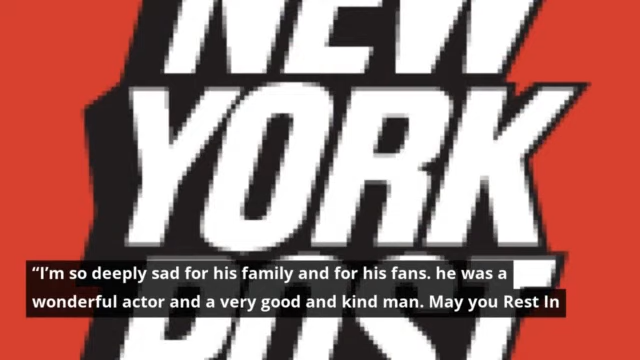 NEW
YORK
POST
“I’m so deeply sad for his family and for his fans. he was a
wonderful actor and a very good and kind man. May you Rest In